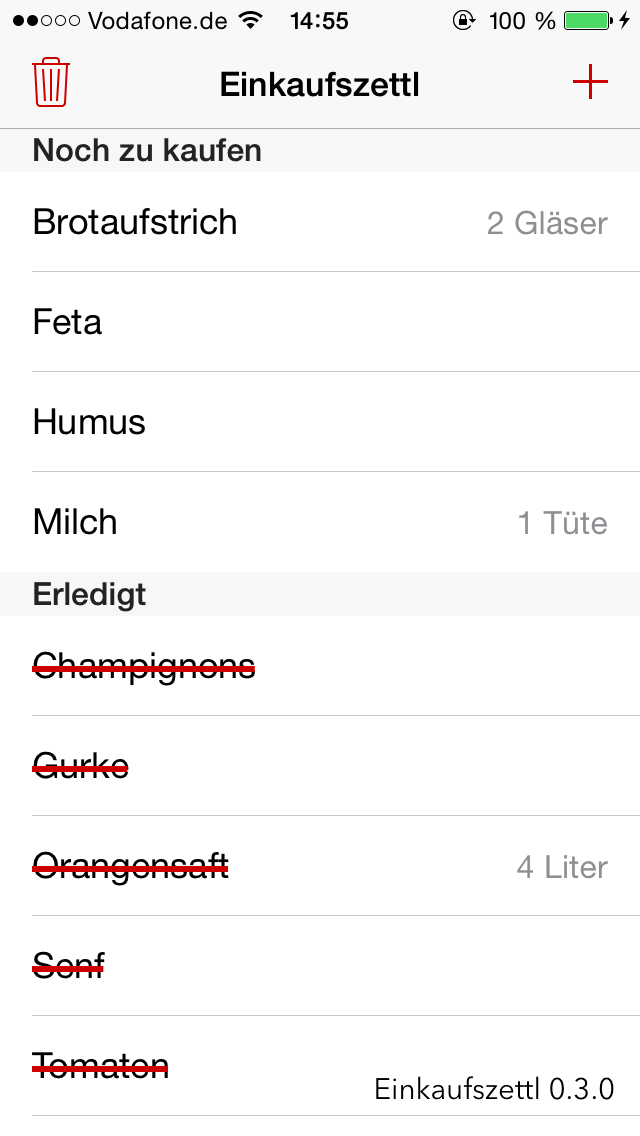 Vodafone.de 14:55 100 %
Einkaufszettl
Noch zu kaufen
Brotaufstrich 2 Gläser
Feta
Humus
Milch 1 Tüte
Erledigt
Champignons
Gurke
Orangensaft 4 Liter
Senf
Tomaten
Einkaufszettl 0.3.0